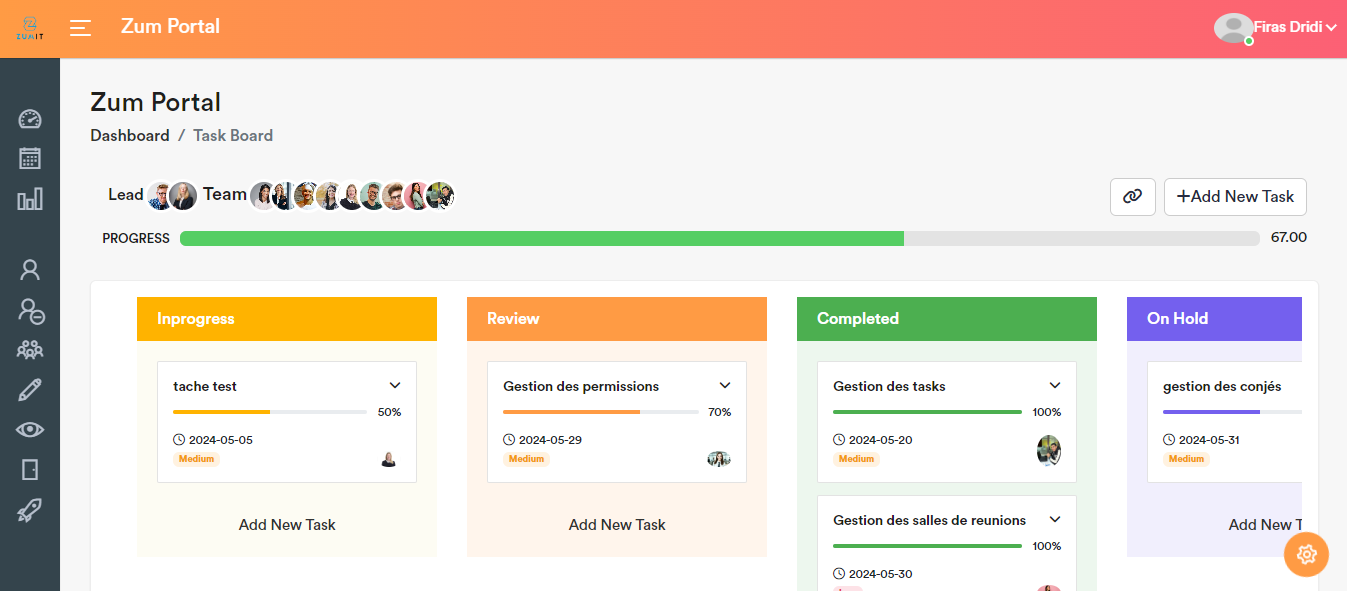 ZUMIT
Zum Portal
Firas Dridi
Zum Portal
Dashboard / Task Board
Lead Team
+Add New Task
PROGRESS 67.00
Inprogress
Review
Completed
On Hold
tache test
50%
2024-05-05
Medium
Add New Task
Gestion des permissions
70%
2024-05-29
Medium
Add New Task
Gestion des tasks
100%
2024-05-20
Medium
Gestion des salles de reunions
100%
2024-05-30
gestion des conjés
2024-05-31
Medium
Add New T